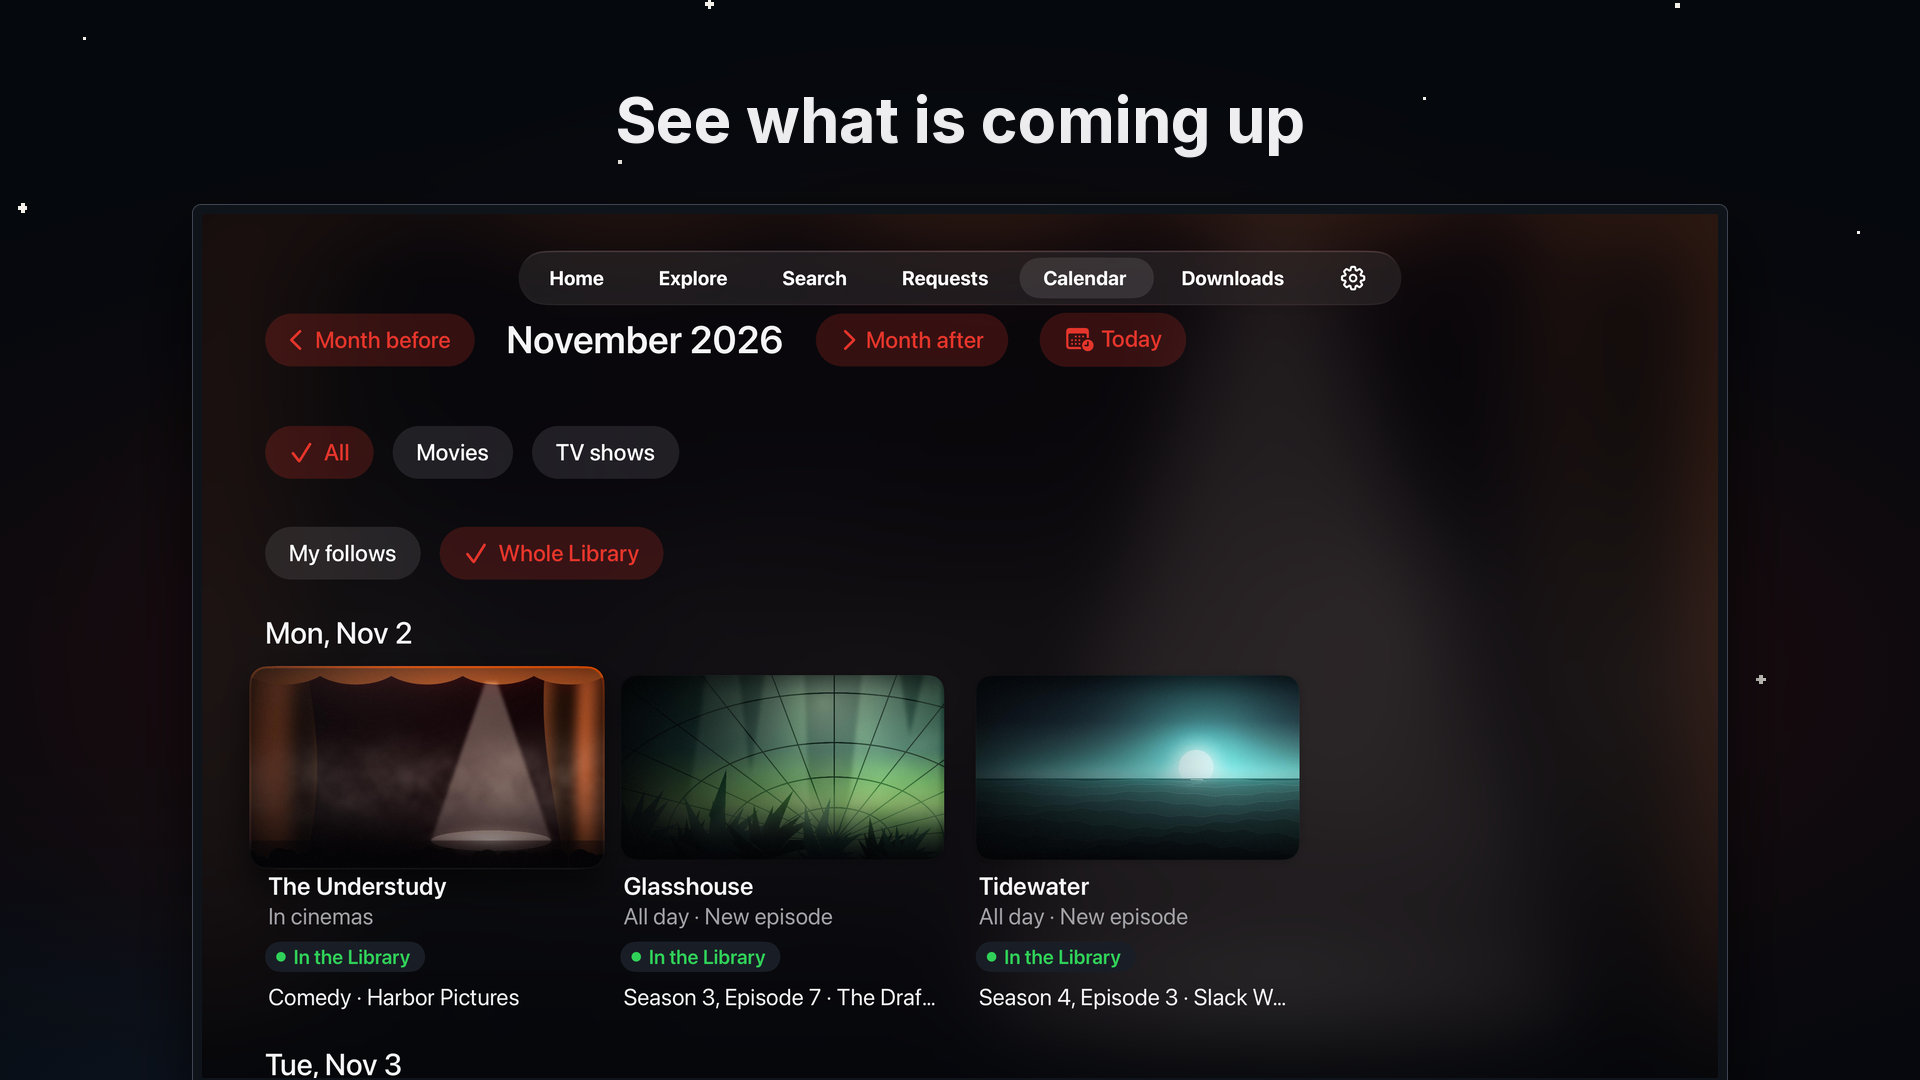 See what is coming up
Home Explore Search Requests Calendar Downloads
Month before November 2026 Month after Today
All Movies TV shows
My follows Whole Library
Mon, Nov 2
The Understudy
In cinemas
In the Library
Comedy · Harbor Pictures
Glasshouse
All day · New episode
In the Library
Season 3, Episode 7 · The Draf...
Tidewater
All day · New episode
In the Library
Season 4, Episode 3 · Slack W...
Tue, Nov 3